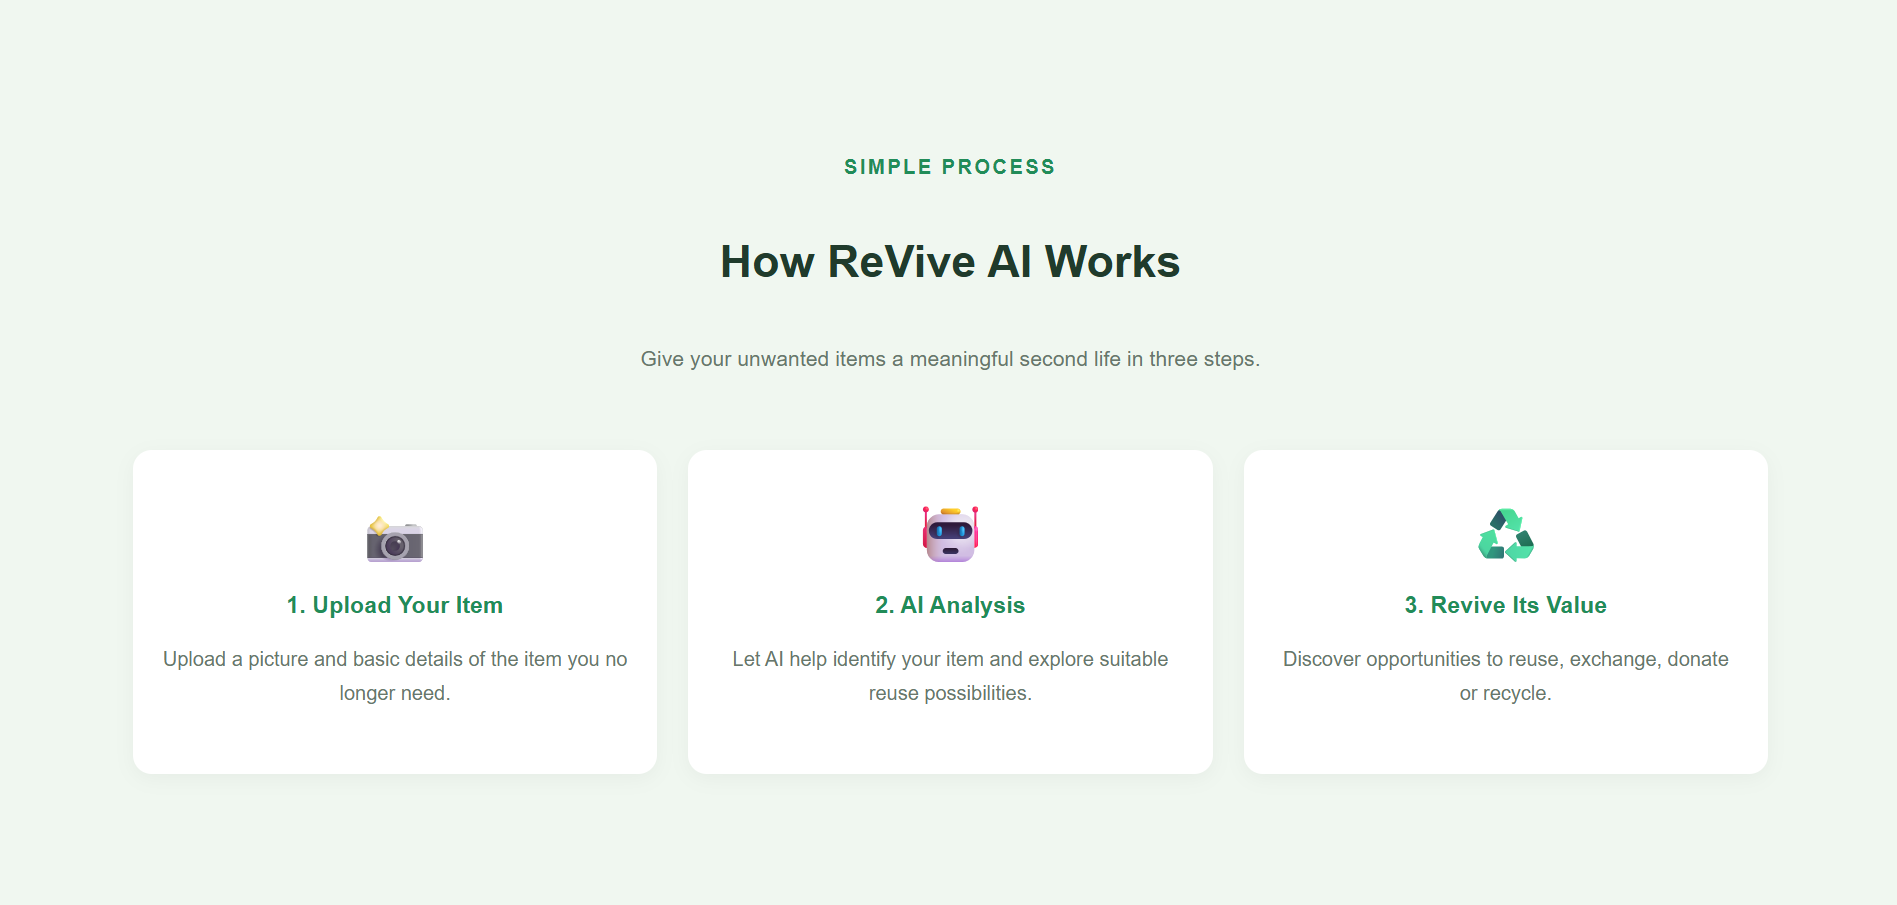 SIMPLE PROCESS
How ReVive AI Works
Give your unwanted items a meaningful second life in three steps.
1. Upload Your Item
Upload a picture and basic details of the item you no
longer need.
2. AI Analysis
Let AI help identify your item and explore suitable
reuse possibilities.
3. Revive Its Value
Discover opportunities to reuse, exchange, donate
or recycle.